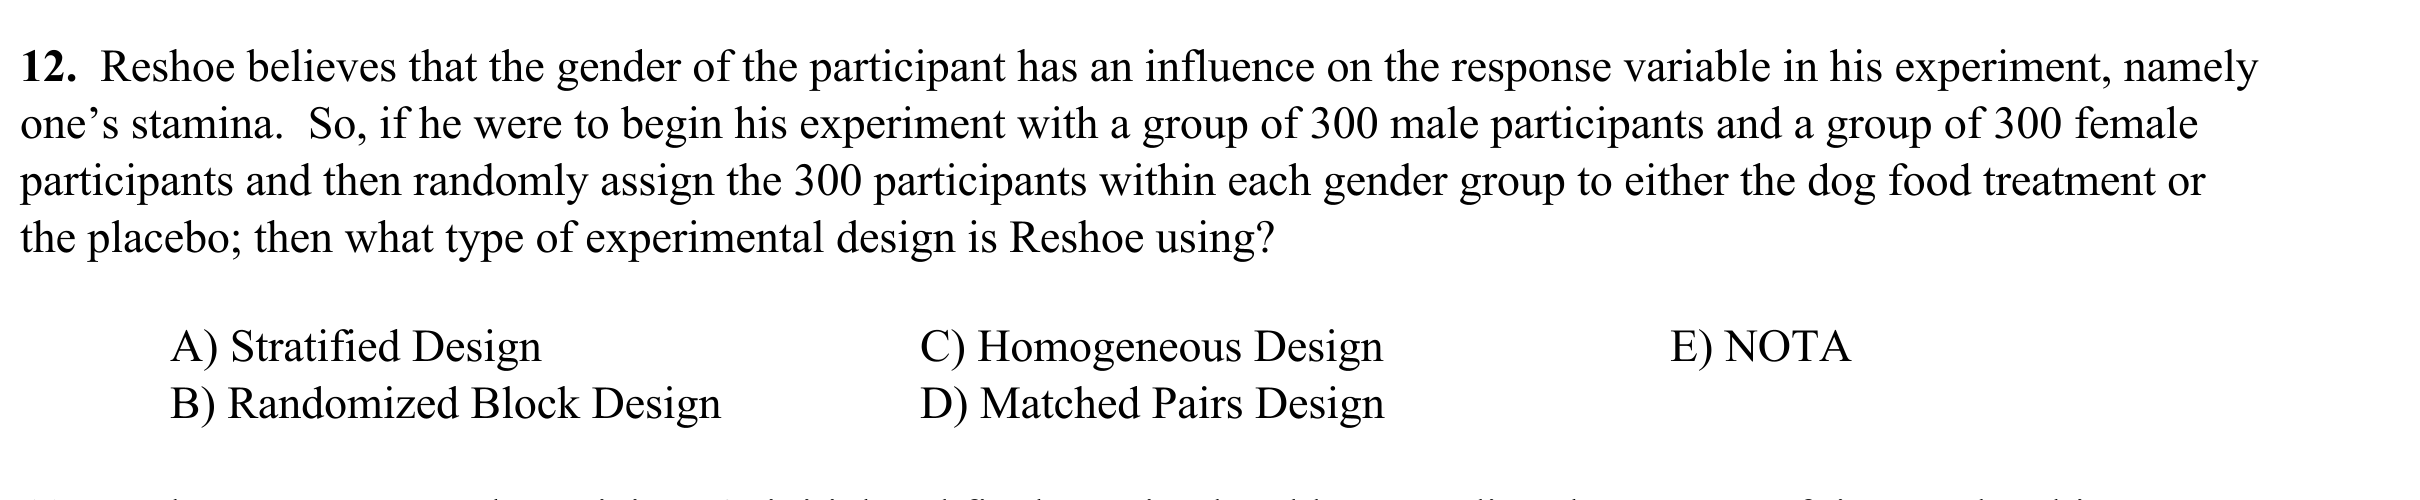 12. Reshoe believes that the gender of the participant has an influence on the response variable in his experiment, namely
one’s stamina. So, if he were to begin his experiment with a group of 300 male participants and a group of 300 female
participants and then randomly assign the 300 participants within each gender group to either the dog food treatment or
the placebo; then what type of experimental design is Reshoe using?
A) Stratified Design C) Homogeneous Design E) NOTA
B) Randomized Block Design D) Matched Pairs Design